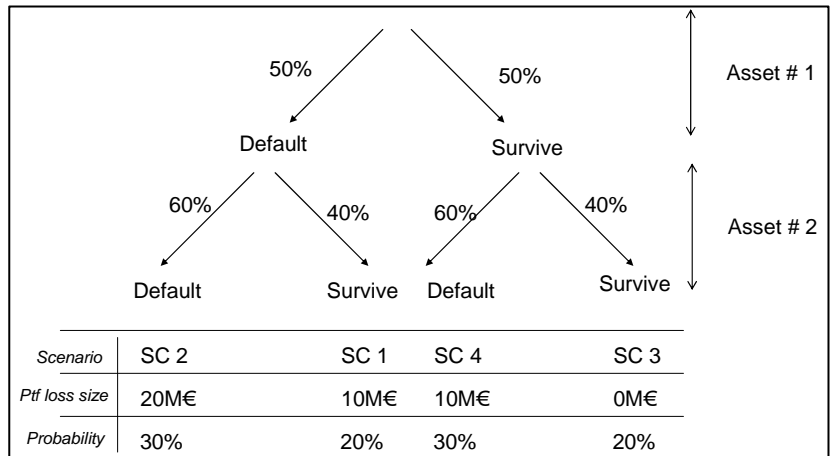 50% 50% Asset # 1
Default Survive
60% 40% 60% 40% Asset # 2
Default Survive Default Survive
Scenario SC 2 SC 1 SC 4 SC 3
Ptf loss size 20M€ 10M€ 10M€ 0M€
Probability 30% 20% 30% 20%